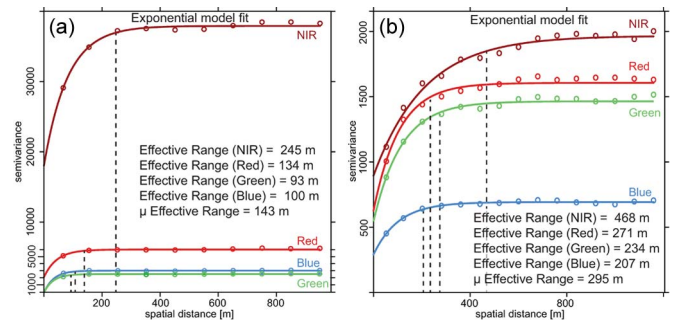 (a)
Exponential model fit
NIR
30000
20000
semivariance
Effective Range (NIR) = 245 m
Effective Range (Red) = 134 m
Effective Range (Green) = 93 m
Effective Range (Blue) = 100 m
μ Effective Range = 143 m
10000
Red
5000
3000
Blue
1000
Green
0 200 400 600 800
spatial distance [m]
(b)
Exponential model fit
2000
NIR
Red
1500
Green
semivariance
1000
Blue
500
Effective Range (NIR) = 468 m
Effective Range (Red) = 271 m
Effective Range (Green) = 234 m
Effective Range (Blue) = 207 m
μ Effective Range = 295 m
400 800
spatial distance [m]